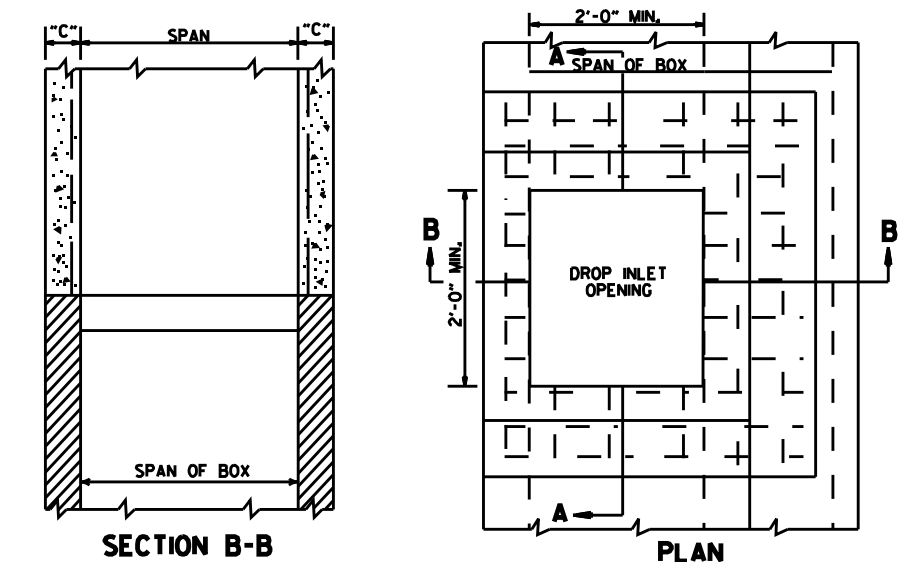 "C"
SPAN
"C"
SPAN OF BOX
SECTION B-B
2'-0" MIN.
A
SPAN OF BOX
B
2'-0" MIN.
DROP INLET
OPENING
B
A
PLAN